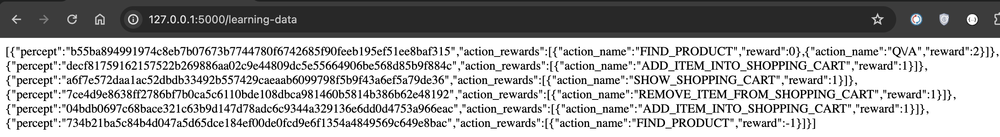 127.0.0.1:5000/learning-data
{...}
[{"percept":"b55ba894991974c8eb7b07673b7744780f6742685f90feeb195ef51ee8baf315","action_rewards":[{"action_name":"FIND_PRODUCT","reward":0},{"action_name":"Q\/A","reward":2}]},
{"percept":"decf81759162157522b269886aa02c9e44809dc5e55664906be568d85b9f884c","action_rewards":[{"action_name":"ADD_ITEM_INTO_SHOPPING_CART","reward":1}]},
{"percept":"a6f7e572daa1ac52dbdb33492b557429caeaab6099798f5b9f43a6ef5a79de36","action_rewards":[{"action_name":"SHOW_SHOPPING_CART","reward":1}]},
{"percept":"7ce4d9e8638ff2786bf7b0ca5c6110bde108dbca981460b5814b386b62e48192","action_rewards":[{"action_name":"REMOVE_ITEM_FROM_SHOPPING_CART","reward":1}]},
{"percept":"04bdb0697c68bace321c63b9d147d78adc6c9344a329136e6dd0d4753a966eac","action_rewards":[{"action_name":"ADD_ITEM_INTO_SHOPPING_CART","reward":1}]},
{"percept":"734b21ba5c84b4d047a5d65dce184ef00de0fcd9e6f1354a4849569c649e8bac","action_rewards":[{"action_name":"FIND_PRODUCT","reward":-1}]}]